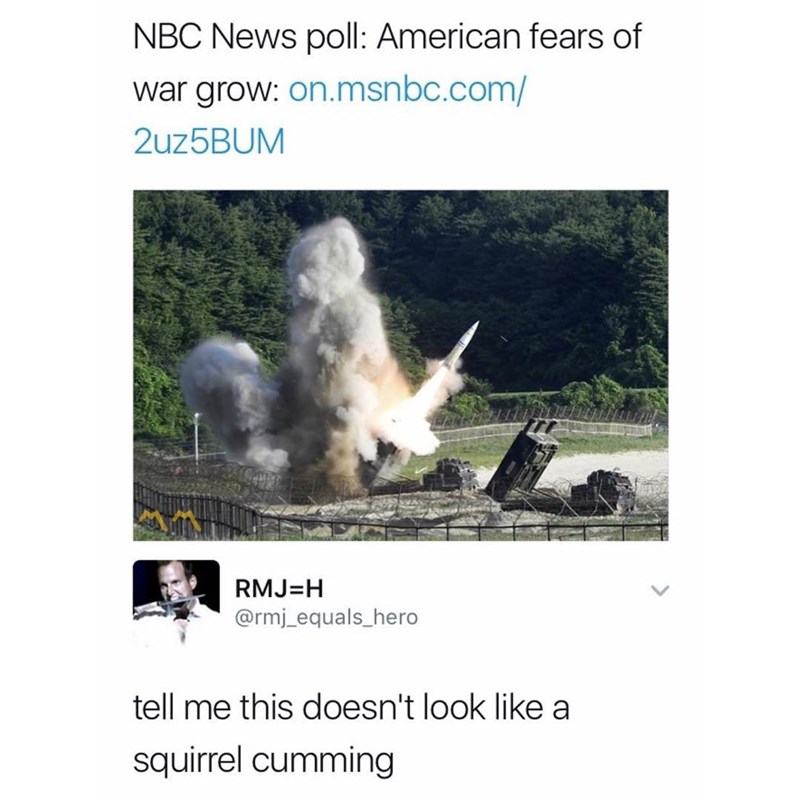 NBC News poll: American fears of
war grow: on.msnbc.com/
2uz5BUM
RMJ=H
@rmj_equals_hero
tell me this doesn't look like a
squirrel cumming